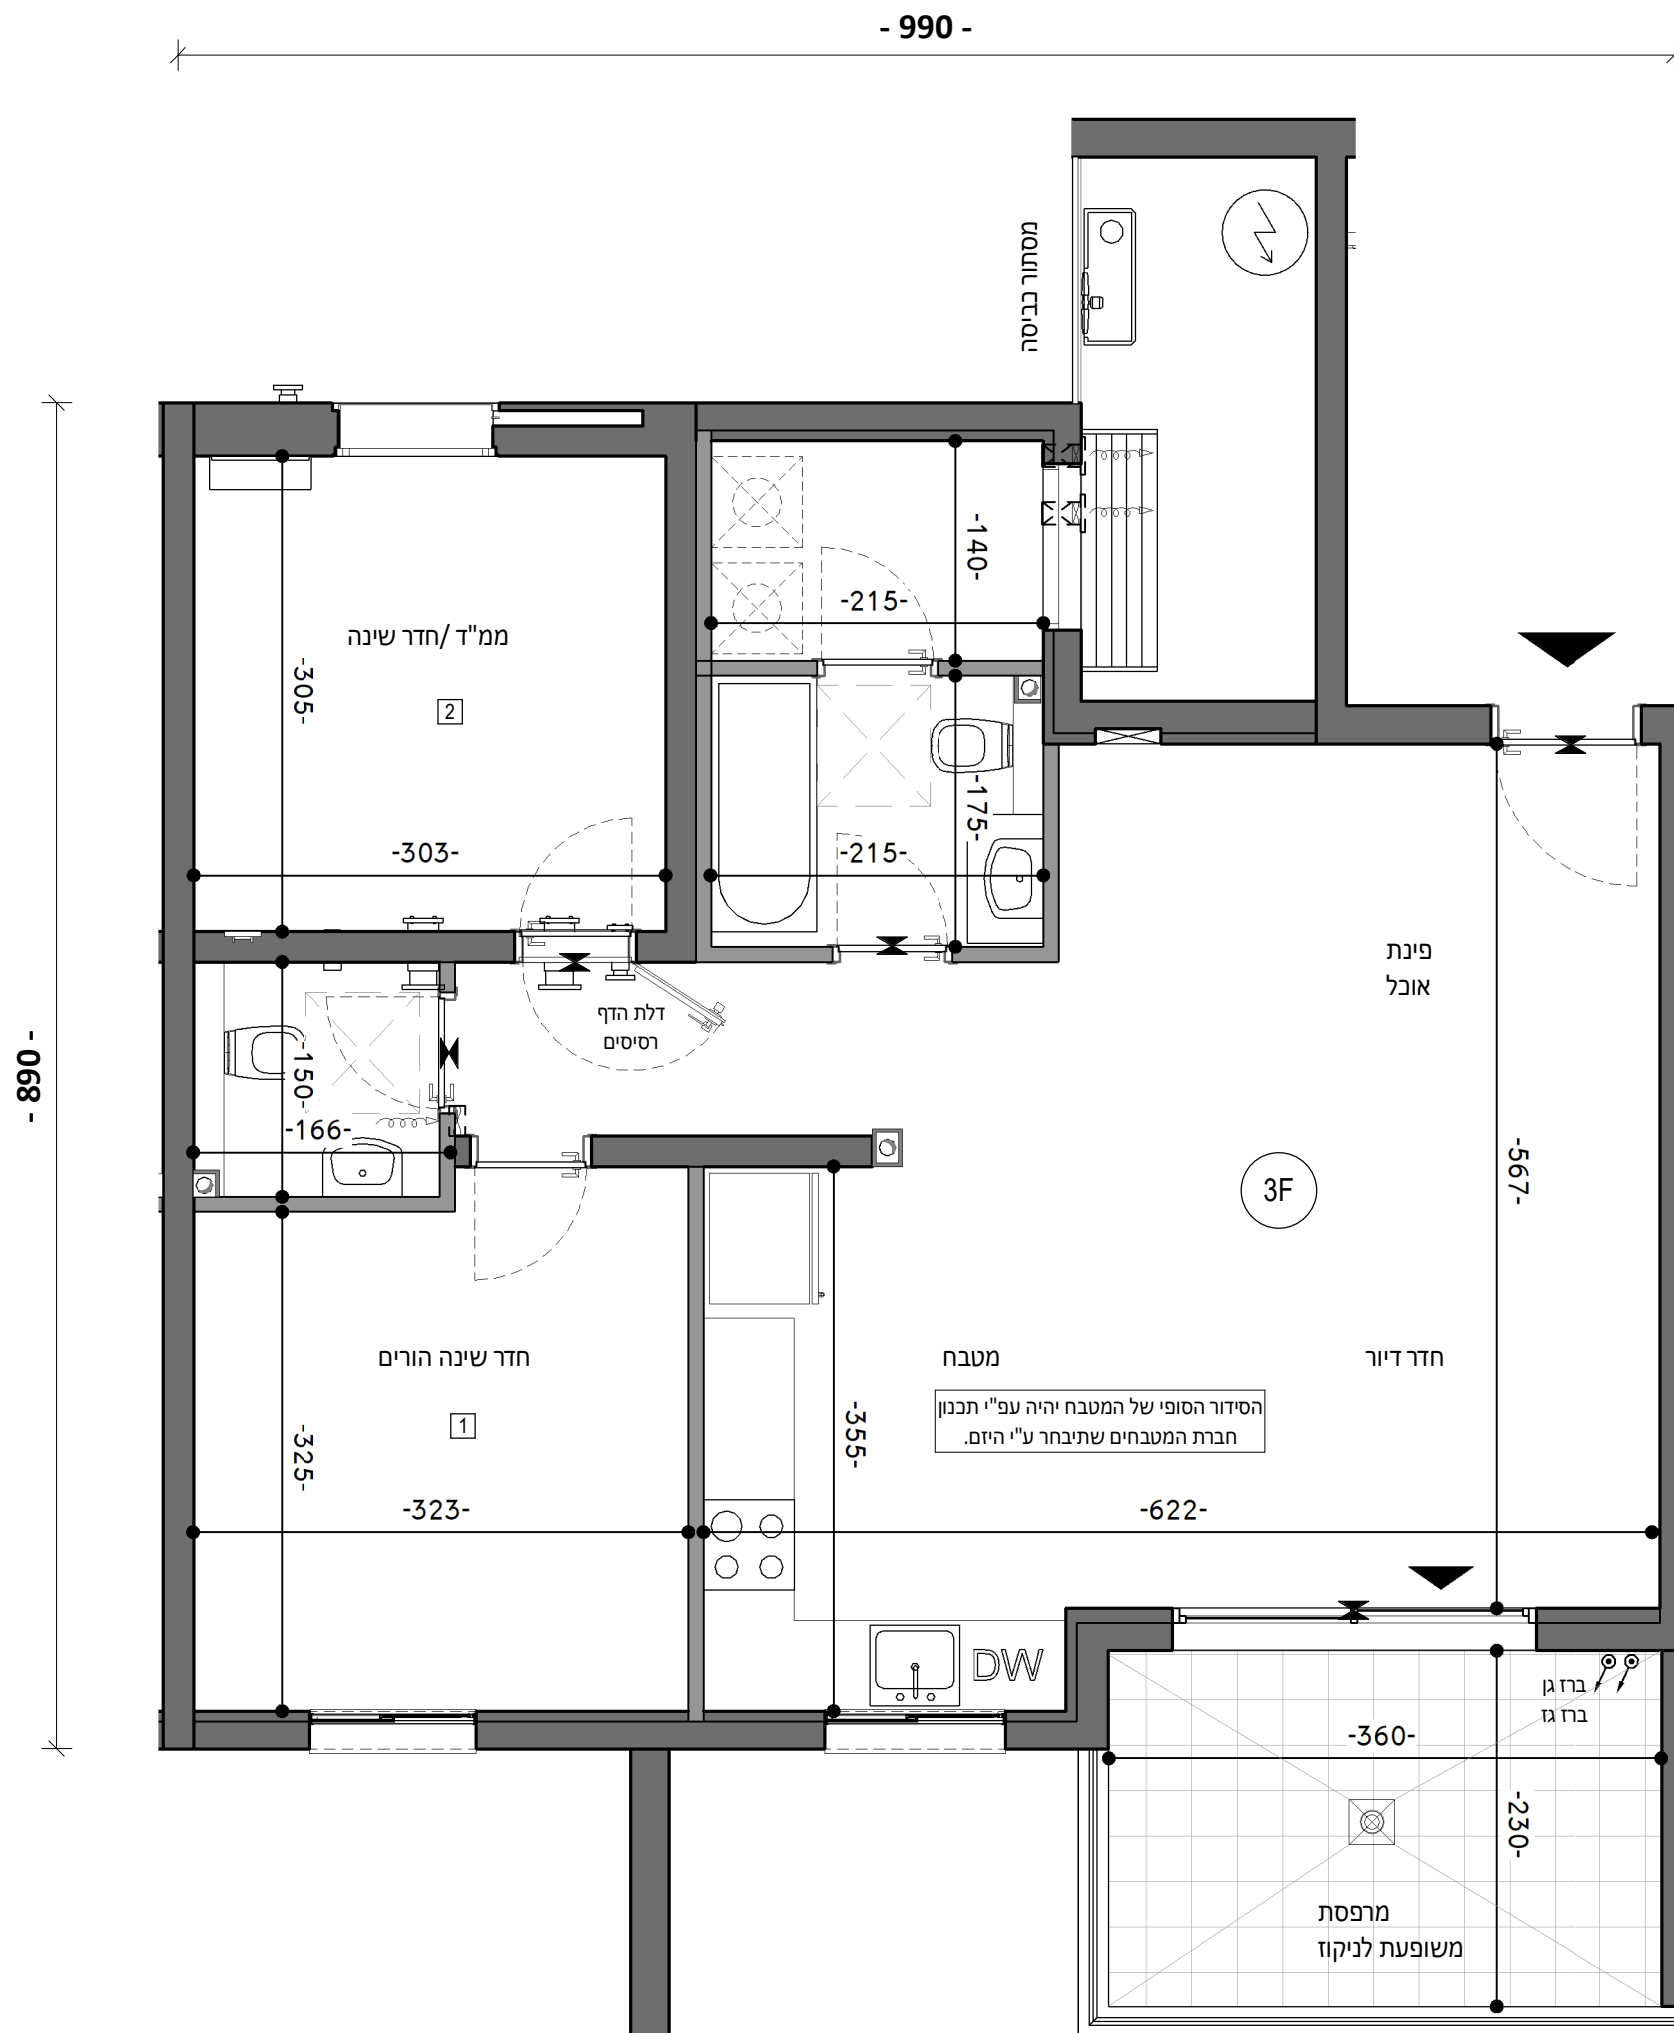 - 990 -
מסתור כביסה
-140-
-215-
ממ"ד /חדר שינה
-305-
2
-175-
-303-
-215-
פינת
אוכל
דלת הדף
רסיסים
- 890 -
-150-
-166-
-567-
3F
חדר שינה הורים
מטבח
חדר דיור
הסידור הסופי של המטבח יהיה עפ"י תכנון
חברת המטבחים שתיבחר ע"י היזם.
1
-325-
-355-
-323-
-622-
DW
ברז גן
ברז גז
-360-
-230-
מרפסת
משופעת לניקוז